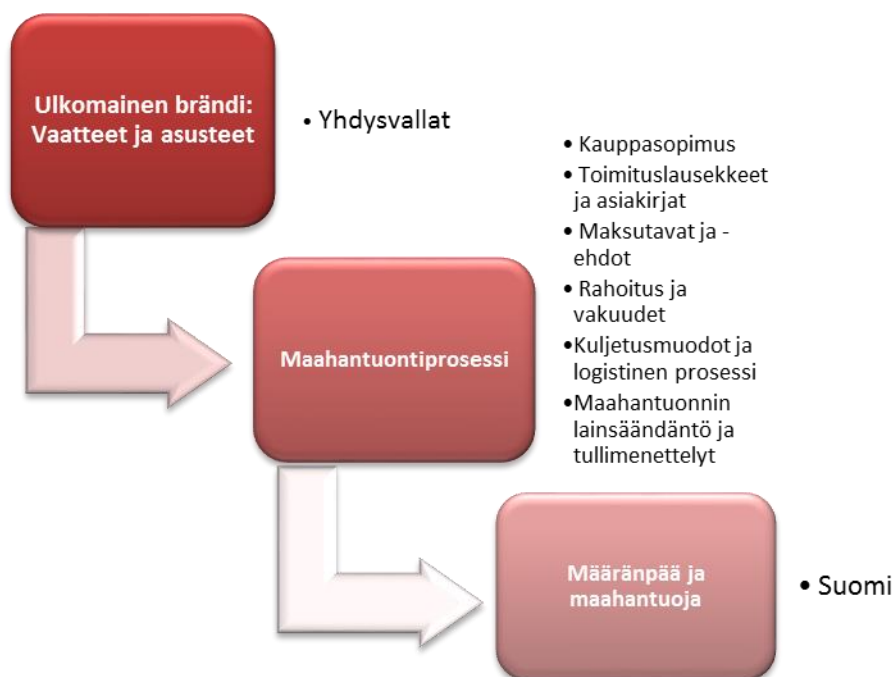 Ulkomainen brändi:
Vaatteet ja asusteet
• Yhdysvallat
• Kauppasopimus
• Toimituslausekkeet
ja asiakirjat
• Maksutavat ja -
ehdot
• Rahoitus ja
vakuudet
•Kuljetusmuodot ja
logistinen prosessi
•Maahantuonnin
lainsäändäntö ja
tullimenettelyt
Maahantuontiprosessi
Määränpää ja
maahantuoja
• Suomi